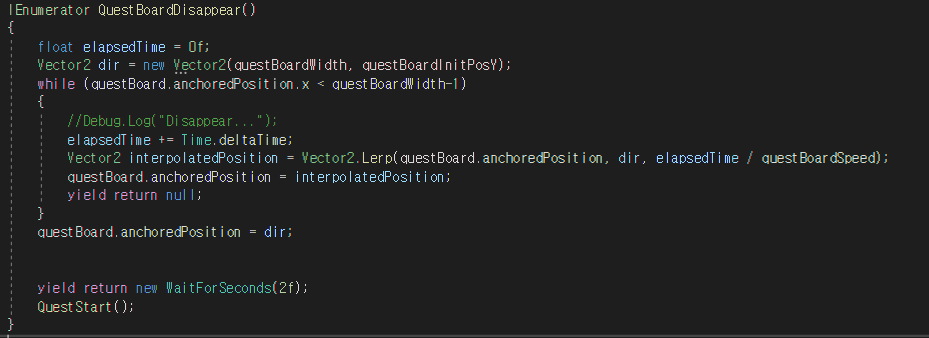 IEnumerator QuestBoardDisappear()
{
float elapsedTime = 0f;
Vector2 dir = new Vector2(questBoardWidth, questBoardInitPosY);
while (questBoard.anchoredPosition.x < questBoardWidth-1)
{
//Debug.Log("Disappear...");
elapsedTime += Time.deltaTime;
Vector2 interpolatedPosition = Vector2.Lerp(questBoard.anchoredPosition, dir, elapsedTime / questBoardSpeed);
questBoard.anchoredPosition = interpolatedPosition;
yield return null;
}
questBoard.anchoredPosition = dir;
yield return new WaitForSeconds(2f);
QuestStart();
}